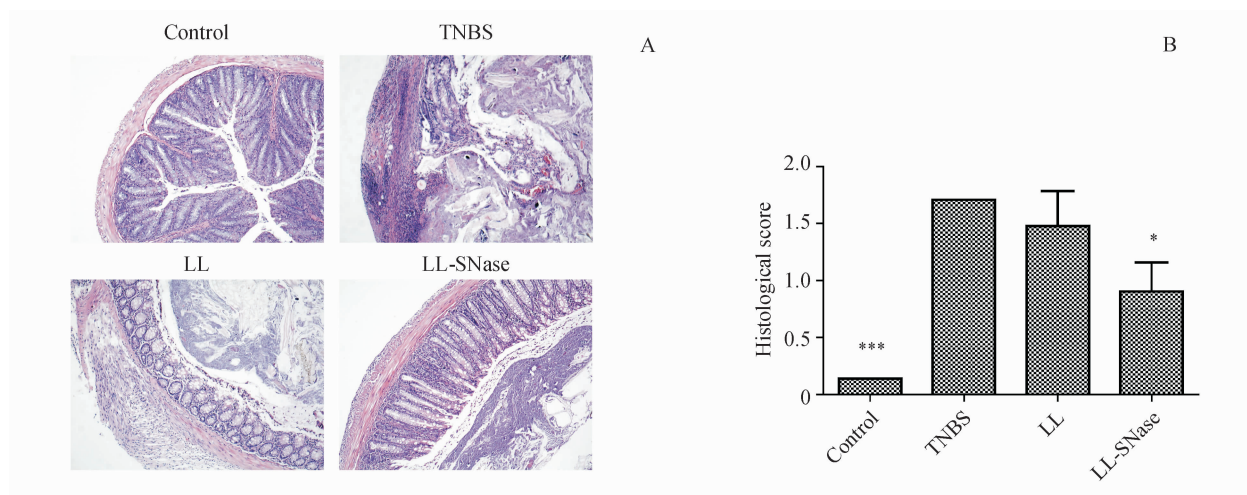 Control
TNBS
LL
LL-SNase
A
B
Histological score
2.0
1.5
1.0
0.5
0
***
*
Control
TNBS
LL
LL-SNase